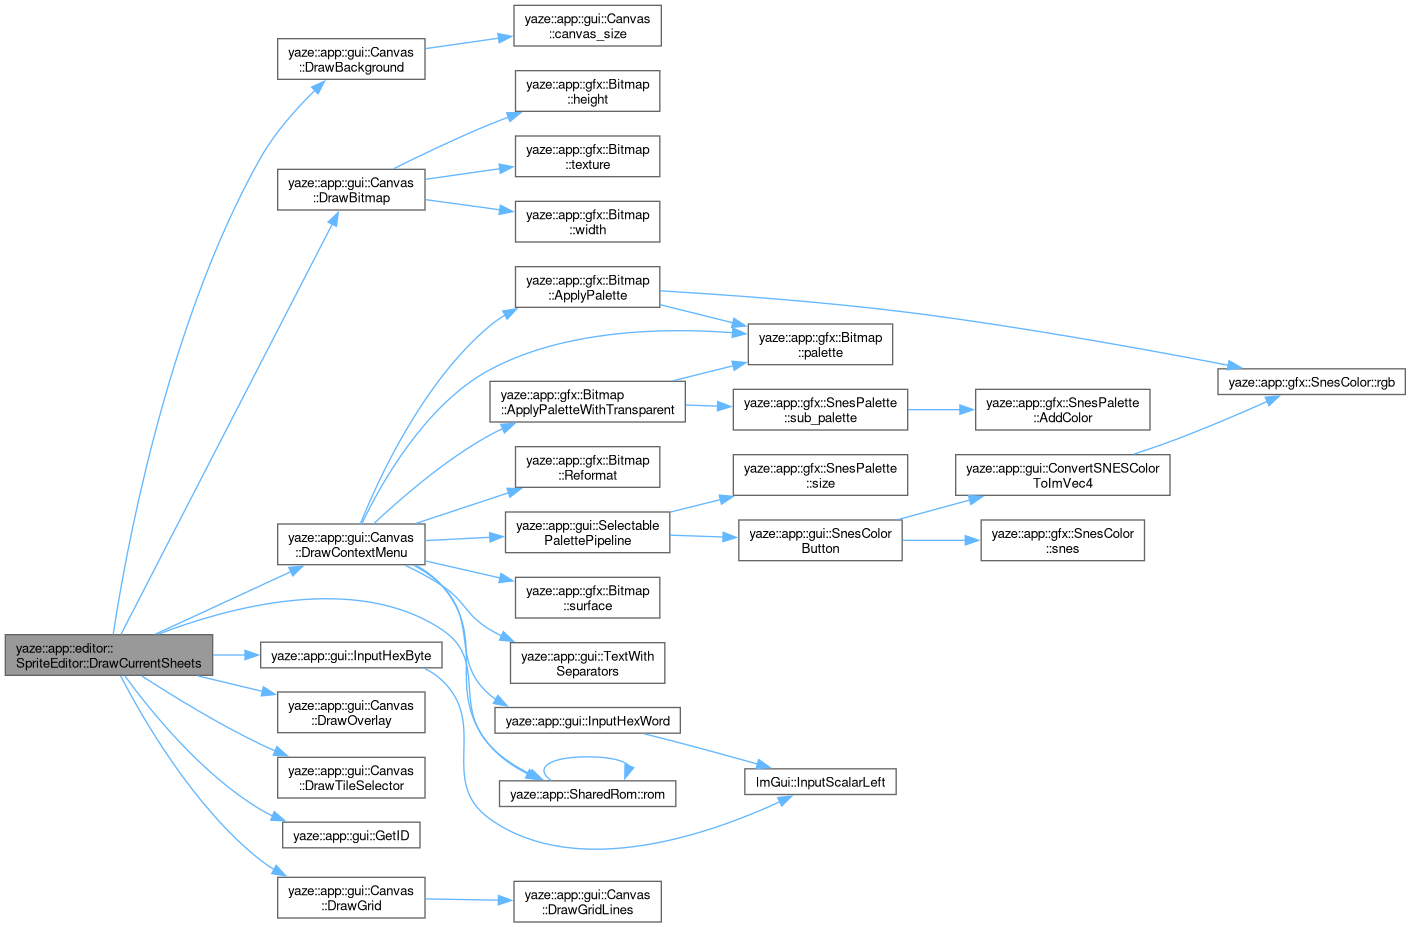 yaze::app::editor::
SpriteEditor::DrawCurrentSheets
yaze::app::gui::Canvas
::DrawBackground
yaze::app::gui::Canvas
::canvas_size
yaze::app::gui::Canvas
::DrawBitmap
yaze::app::gfx::Bitmap
::height
yaze::app::gfx::Bitmap
::texture
yaze::app::gfx::Bitmap
::width
yaze::app::gui::Canvas
::DrawContextMenu
yaze::app::gfx::Bitmap
::ApplyPalette
yaze::app::gfx::Bitmap
::palette
yaze::app::gfx::SnesColor::rgb
yaze::app::gfx::Bitmap
::ApplyPaletteWithTransparent
yaze::app::gfx::SnesPalette
::sub_palette
yaze::app::gfx::SnesPalette
::AddColor
yaze::app::gfx::Bitmap
::Reformat
yaze::app::gui::Selectable
PalettePipeline
yaze::app::gfx::SnesPalette
::size
yaze::app::gui::SnesColor
Button
yaze::app::gui::ConvertSNESColor
ToImVec4
yaze::app::gfx::SnesColor
::snes
yaze::app::gfx::Bitmap
::surface
yaze::app::gui::TextWith
Separators
yaze::app::gui::InputHexWord
yaze::app::SharedRom::rom
ImGui::InputScalarLeft
yaze::app::gui::InputHexByte
yaze::app::gui::Canvas
::DrawOverlay
yaze::app::gui::Canvas
::DrawTileSelector
yaze::app::gui::GetID
yaze::app::gui::Canvas
::DrawGrid
yaze::app::gui::Canvas
::DrawGridLines